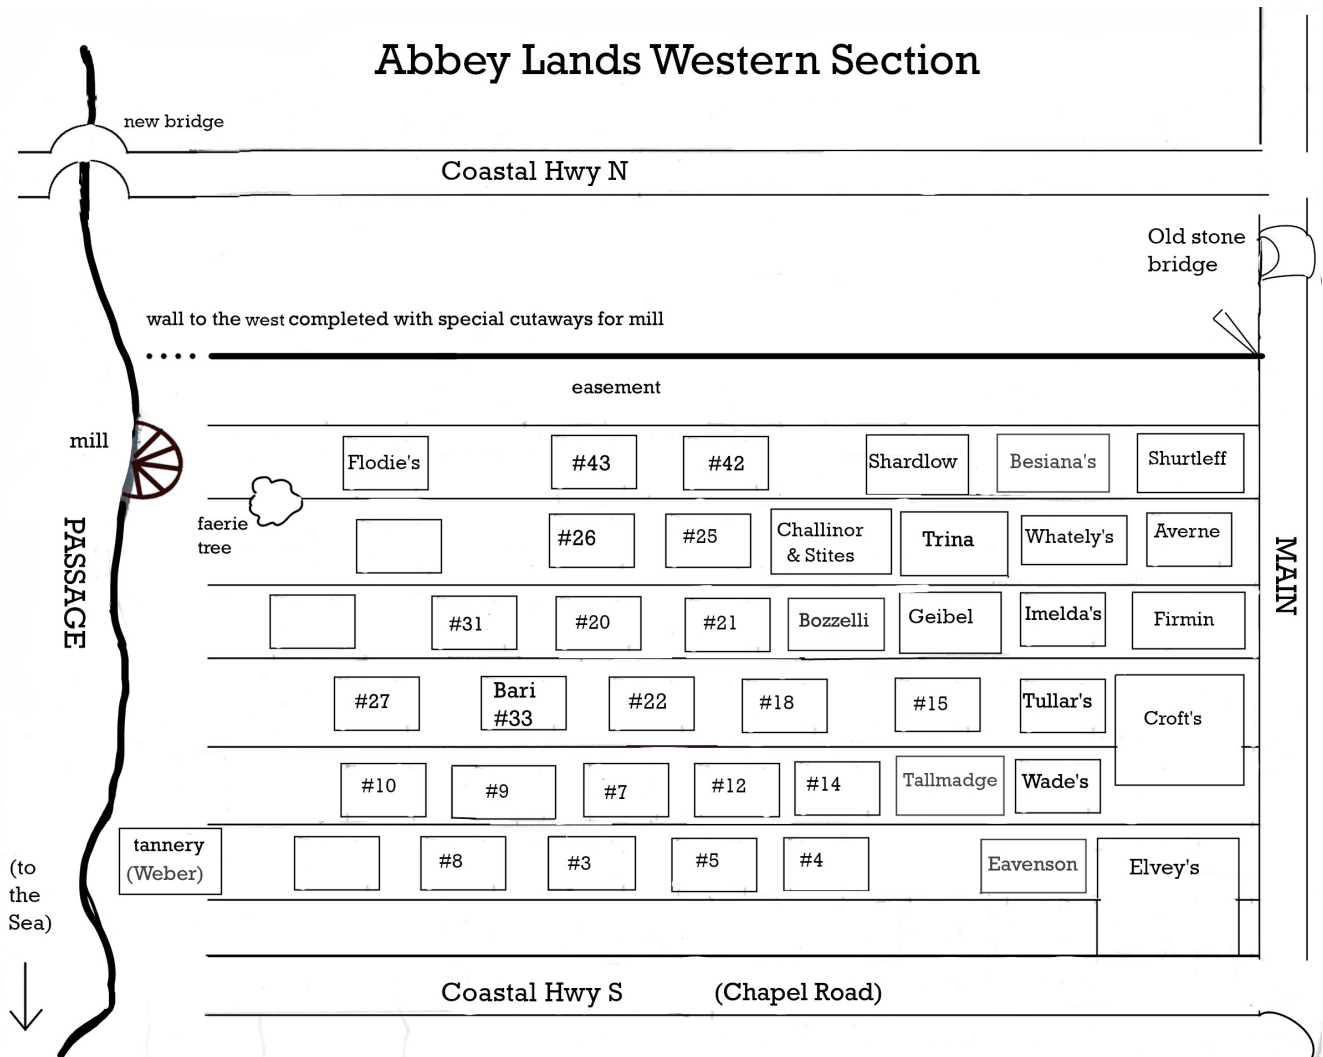 Abbey Lands Western Section
new bridge
Coastal Hwy N
Old stone
bridge
wall to the west completed with special cutaways for mill
easement
mill
Flodie's
#43
#42
Shardlow
Besiana's
Shurtleff
faerie
tree
#26
#25
Challinor
& Stites
Trina
Whately's
Averne
PASSAGE
MAIN
#31
#20
#21
Bozzelli
Geibel
Imelda's
Firmin
#27
Bari
#33
#22
#18
#15
Tullar's
Croft's
#10
#9
#7
#12
#14
Tallmadge
Wade's
tannery
(Weber)
#8
#3
#5
#4
Eavenson
Elvey's
(to
the
Sea)
Coastal Hwy S
(Chapel Road)